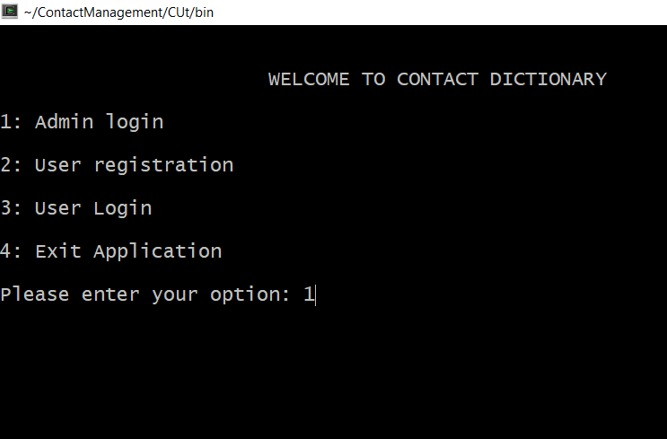 ~/ContactManagement/CUt/bin
WELCOME TO CONTACT DICTIONARY
1: Admin login
2: User registration
3: User Login
4: Exit Application
Please enter your option: 1